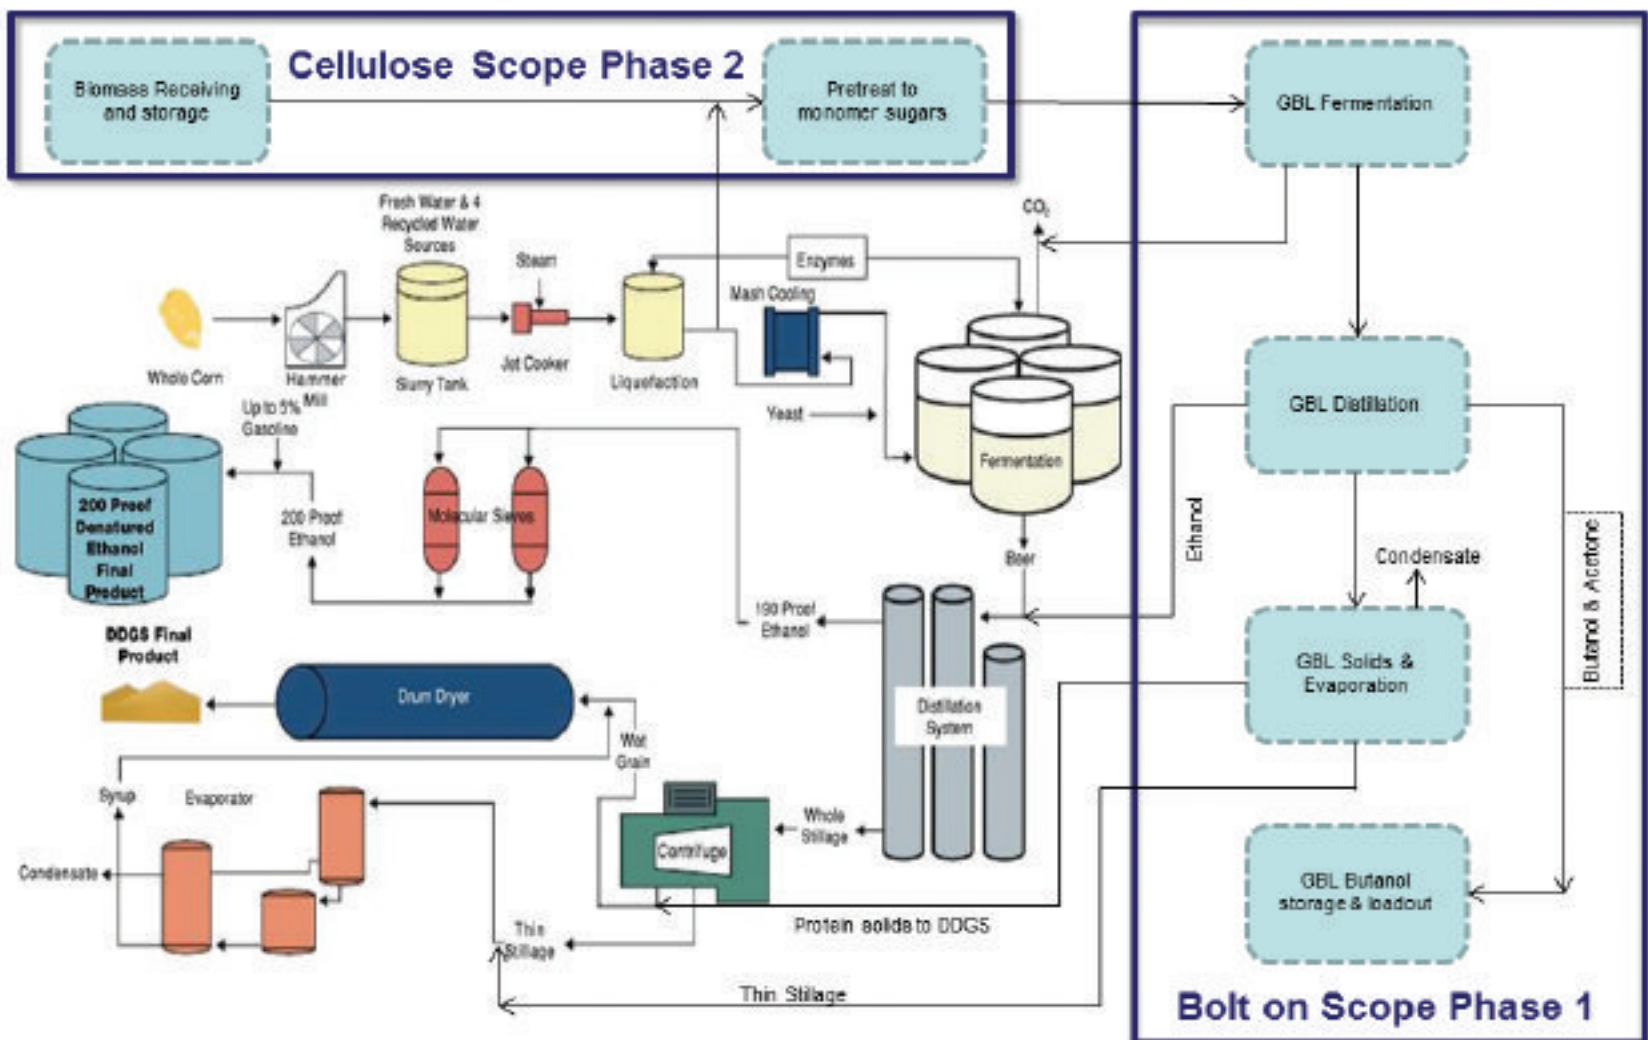 Cellulose Scope Phase 2
Biomass Receiving
and storage
Pretreat to
monomer sugars
GBL Fermentation
Fresh Water & 4
Recycled Water
Sources
Steam
Enzymes
CO₂
Mash Cooling
Whole Corn
Hammer
Mill
Slurry Tank
Jet Cooker
Liquefaction
Yeast
Fermentation
GBL Distillation
Up to 5%
Gasoline
200 Proof
Denatured
Ethanol
Final
Product
200 Proof
Ethanol
Molecular Sieves
Beer
Ethanol
Condensate
Butanol & Acetone
190 Proof
Ethanol
DDGS Final
Product
Drum Dryer
Wet
Grain
Distillation
System
GBL Solids &
Evaporation
Syrup
Evaporator
Whole
Stillage
Centrifuge
Condensate
Thin
Stillage
Protein solids to DDGS
GBL Butanol
storage & loadout
Thin Stillage
Bolt on Scope Phase 1